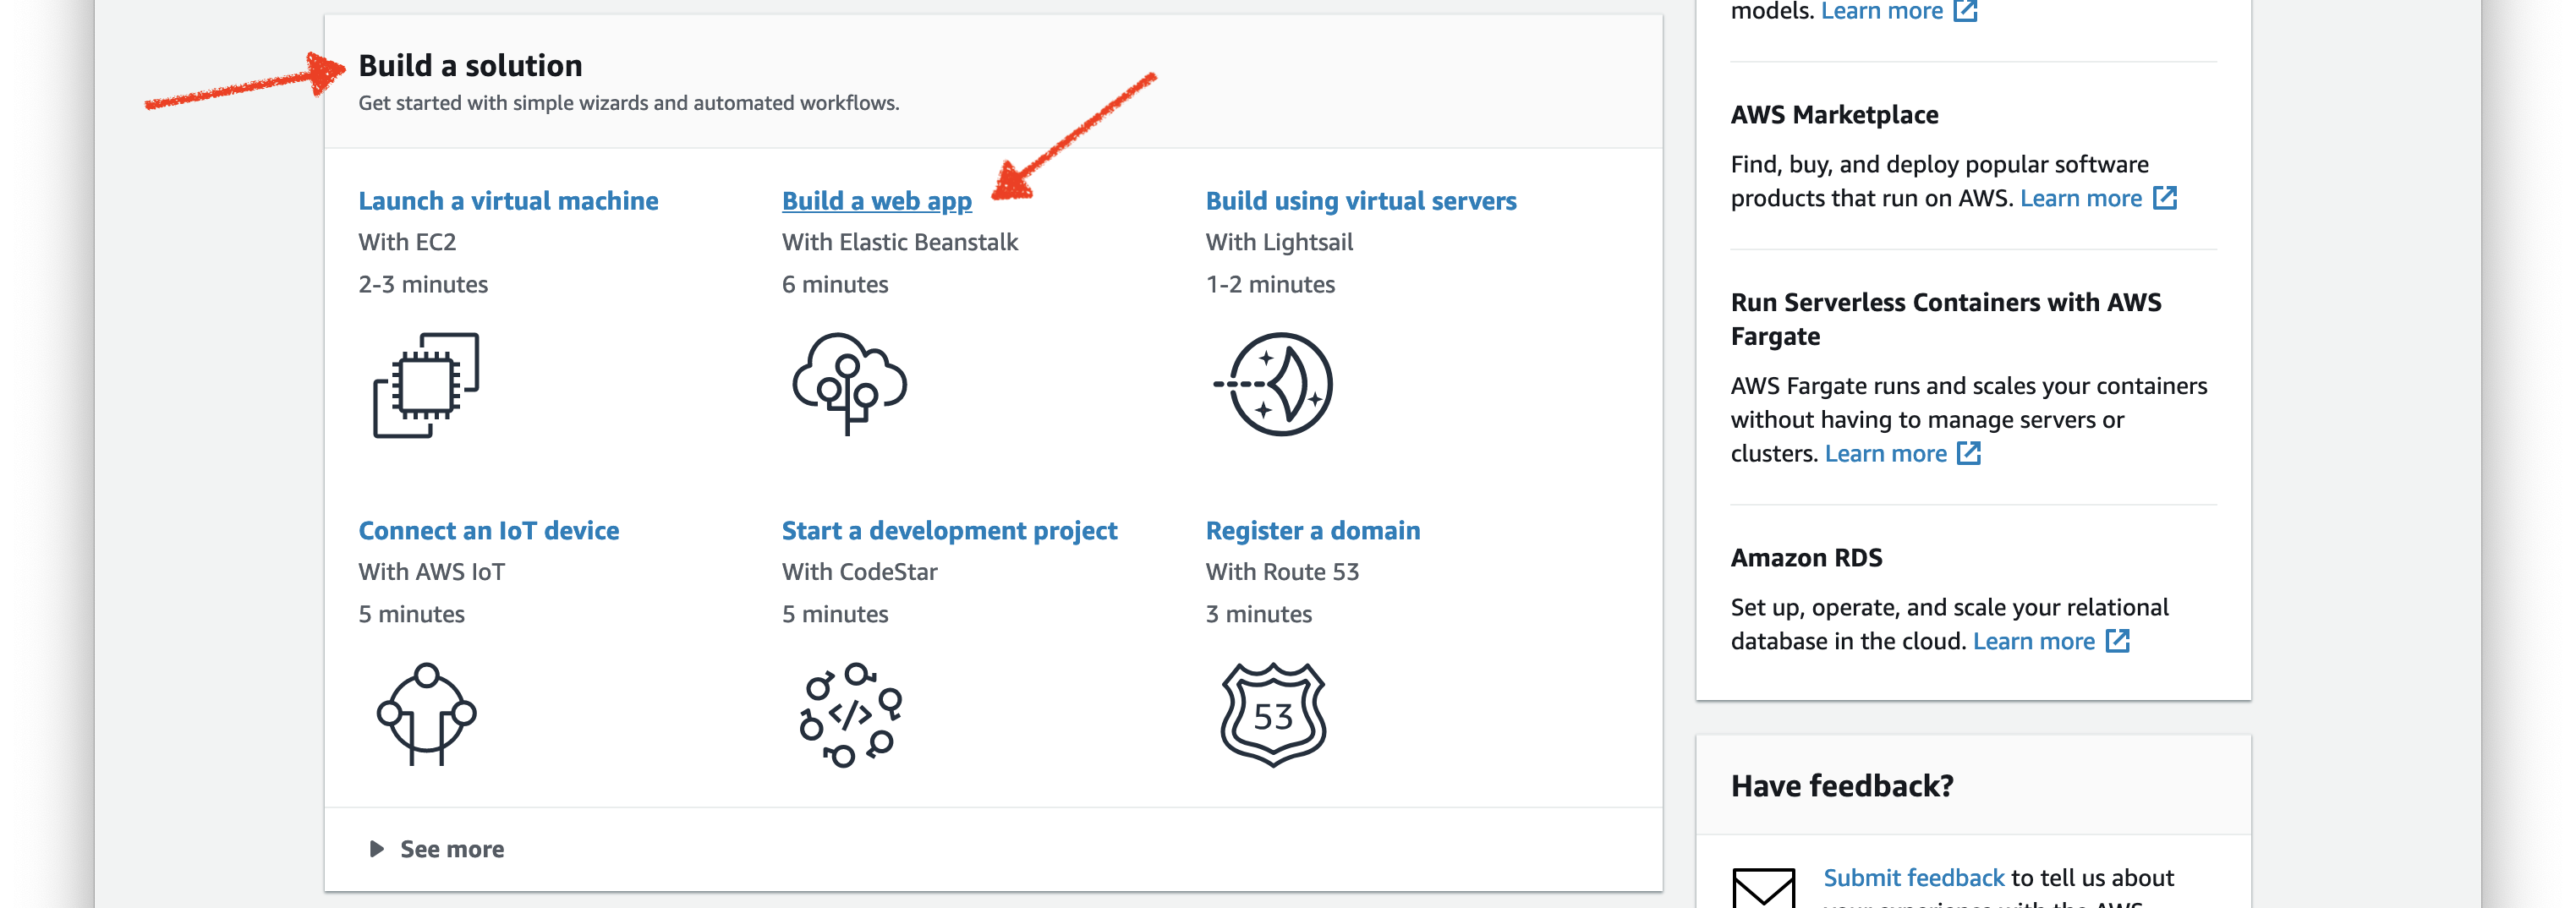 Build a solution
Get started with simple wizards and automated workflows.
Launch a virtual machine
With EC2
2-3 minutes
Build a web app
With Elastic Beanstalk
6 minutes
Build using virtual servers
With Lightsail
1-2 minutes
Connect an IoT device
With AWS IoT
5 minutes
Start a development project
With CodeStar
5 minutes
Register a domain
With Route 53
3 minutes
53
See more
models. Learn more
AWS Marketplace
Find, buy, and deploy popular software
products that run on AWS. Learn more
Run Serverless Containers with AWS
Fargate
AWS Fargate runs and scales your containers
without having to manage servers or
clusters. Learn more
Amazon RDS
Set up, operate, and scale your relational
database in the cloud. Learn more
Have feedback?
Submit feedback to tell us about